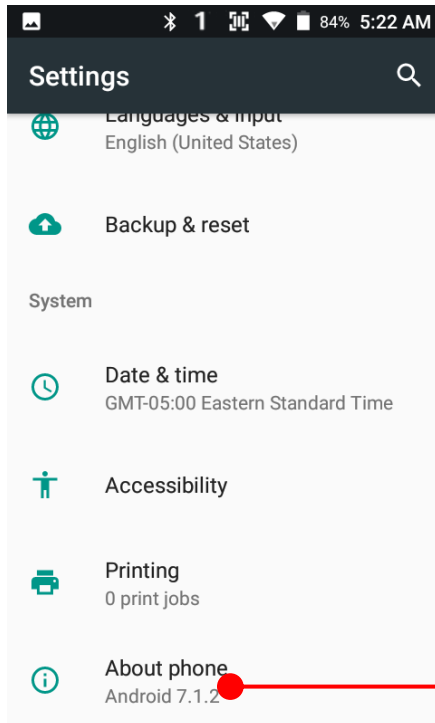 1 84% 5:22 AM
Settings
Languages & input
English (United States)
Backup & reset
System
Date & time
GMT-05:00 Eastern Standard Time
Accessibility
Printing
0 print jobs
About phone
Android 7.1.2